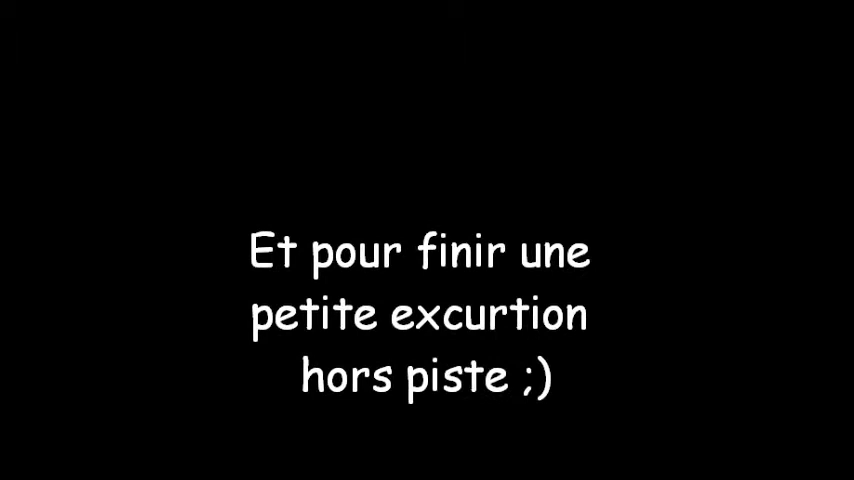 Et pour finir une
petite excurtion
hors piste ;)